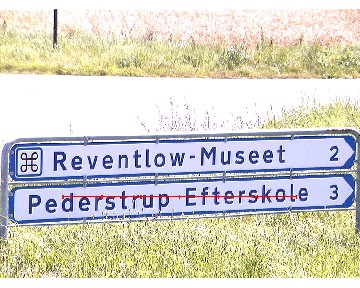 Reventlow-Museet 2
Pederstrup Efterskole 3